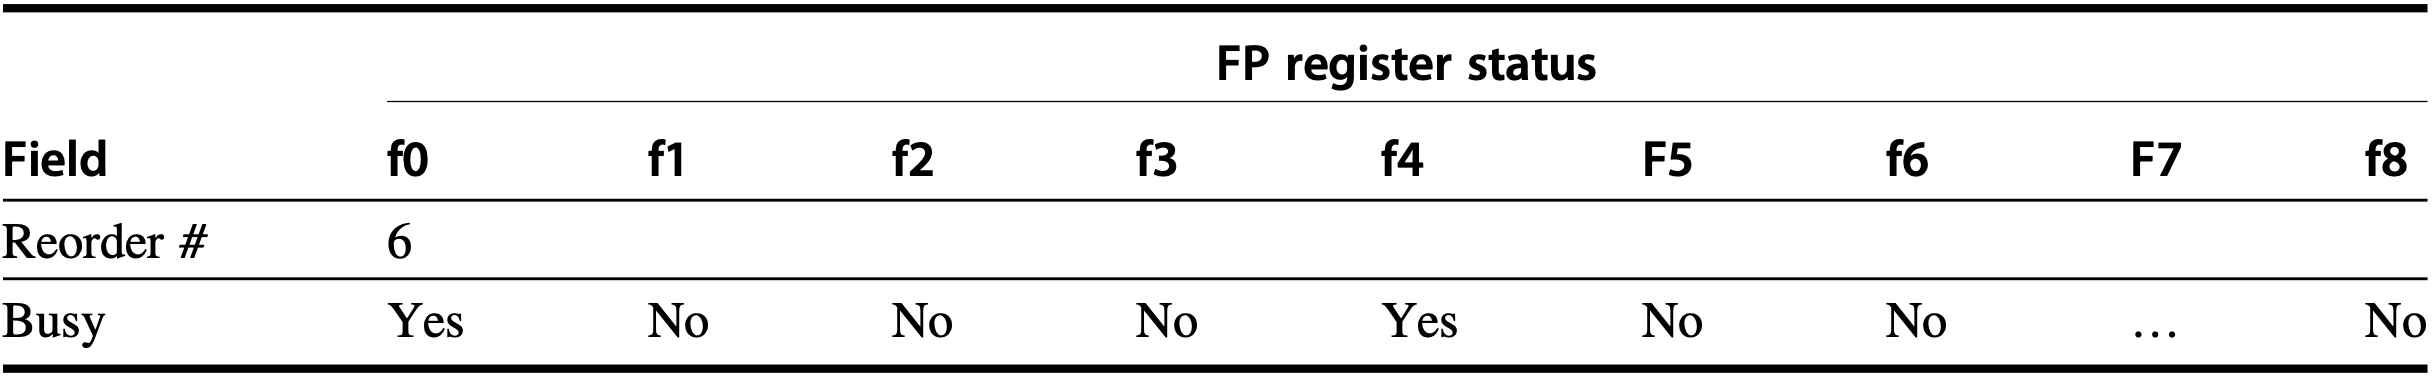 FP register status
Field f0 f1 f2 f3 f4 F5 f6 F7 f8
Reorder # 6
Busy Yes No No No Yes No No … No